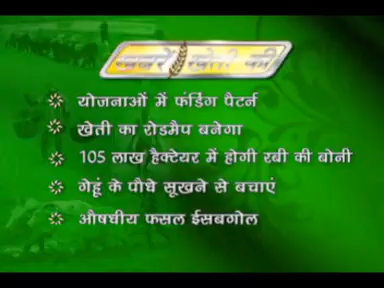 खबरें खेती की
योजनाओं में फंडिंग पैटर्न
खेती का रोडमैप बनेगा
105 लाख हैक्टेयर में होगी रबी की बोनी
गेहूं के पौधे सूखने से बचाएं
औषधीय फसल ईसबगोल